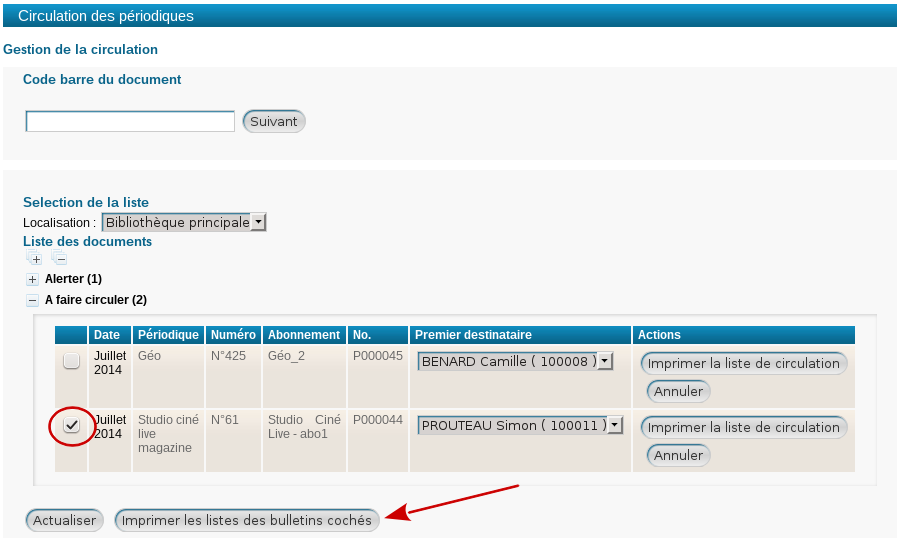 Circulation des périodiques
Gestion de la circulation
Code barre du document
Suivant
Selection de la liste
Localisation : Bibliothèque principale
Liste des documents
Alerter (1)
A faire circuler (2)
Date Périodique Numéro Abonnement No. Premier destinataire Actions
Juillet 2014 Géo N°425 Géo_2 P000045 BENARD Camille ( 100008 ) Imprimer la liste de circulation
Annuler
Juillet 2014 Studio ciné live magazine N°61 Studio Ciné Live - abo1 P000044 PROUTEAU Simon ( 100011 ) Imprimer la liste de circulation
Annuler
Actualiser Imprimer les listes des bulletins cochés